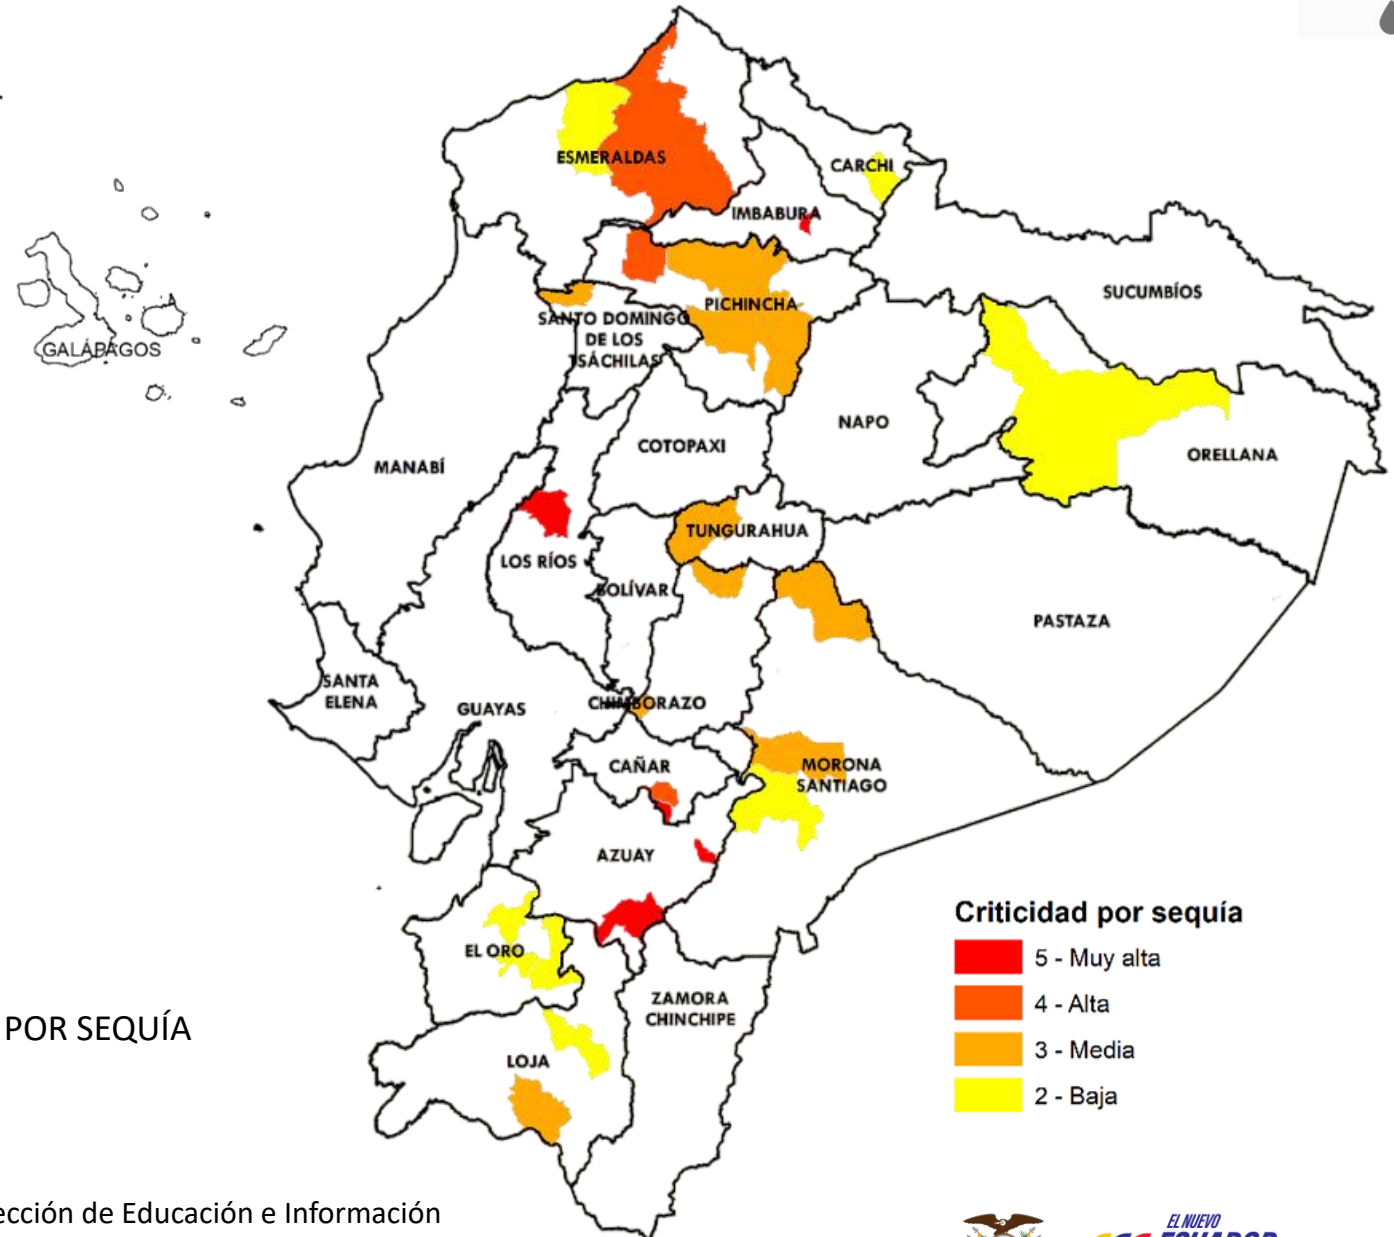 ESMERALDAS
CARCHI
IMBABURA
SUCUMBÍOS
PICHINCHA
SANTO DOMINGO
DE LOS
TSÁCHILAS
GALÁPAGOS
NAPO
COTOPAXI
ORELLANA
MANABÍ
TUNGURAHUA
LOS RÍOS
BOLÍVAR
PASTAZA
SANTA
ELENA
CHIMBORAZO
GUAYAS
CAÑAR
MORONA
SANTIAGO
AZUAY
EL ORO
ZAMORA
CHINCHIPE
LOJA
Criticidad por sequía
5 - Muy alta
4 - Alta
3 - Media
2 - Baja
POR SEQUÍA
ección de Educación e Información
EL NUEVO
ECUADOR